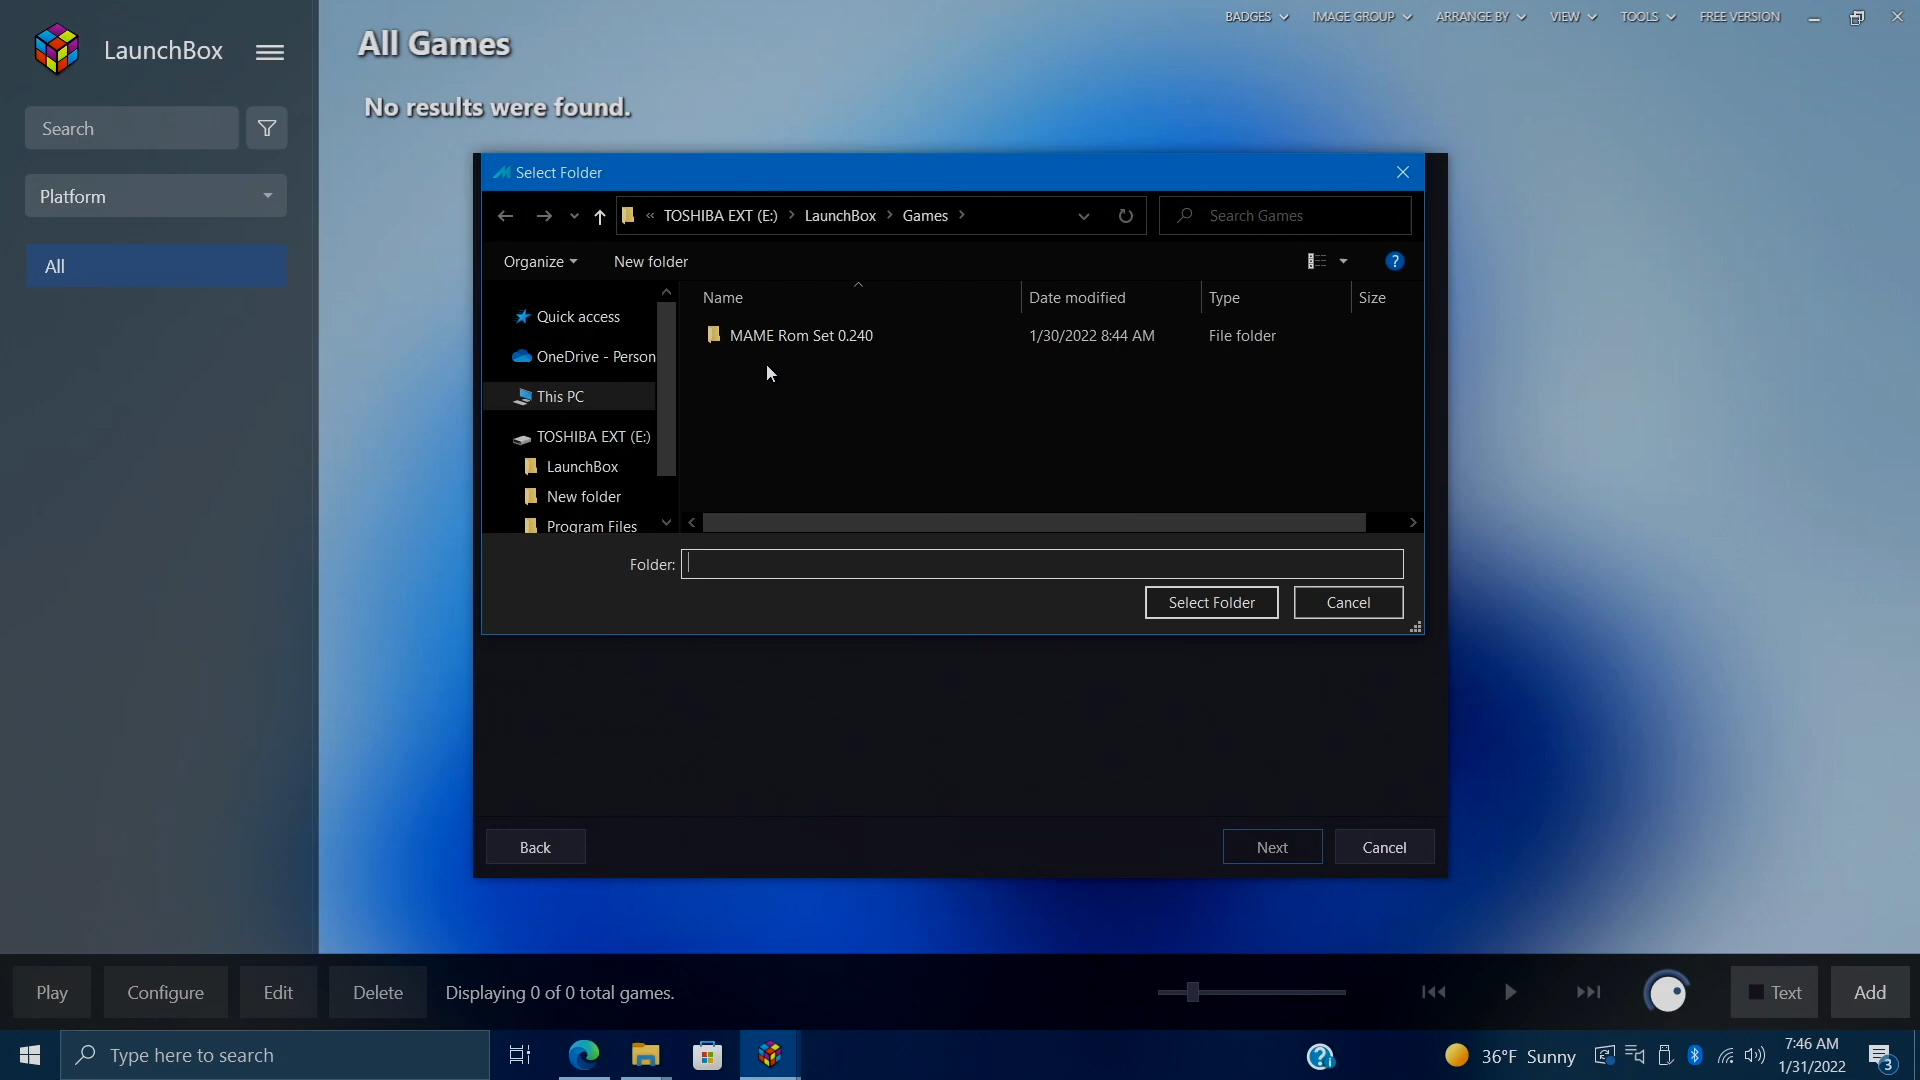 LaunchBox
Search
Platform
All
All Games
No results were found.
BADGES
IMAGE GROUP
ARRANGE BY
VIEW
TOOLS
FREE VERSION
Select Folder
« TOSHIBA EXT (E:) > LaunchBox > Games >
Search Games
Organize
New folder
?
Quick access
OneDrive - Person
This PC
TOSHIBA EXT (E:)
LaunchBox
New folder
Program Files
Name Date modified Type Size
MAME Rom Set 0.240 1/30/2022 8:44 AM File folder
Folder:
Select Folder
Cancel
Back
Next
Cancel
Play
Configure
Edit
Delete
Displaying 0 of 0 total games.
Text
Add
Type here to search
36°F Sunny
7:46 AM
1/31/2022
3